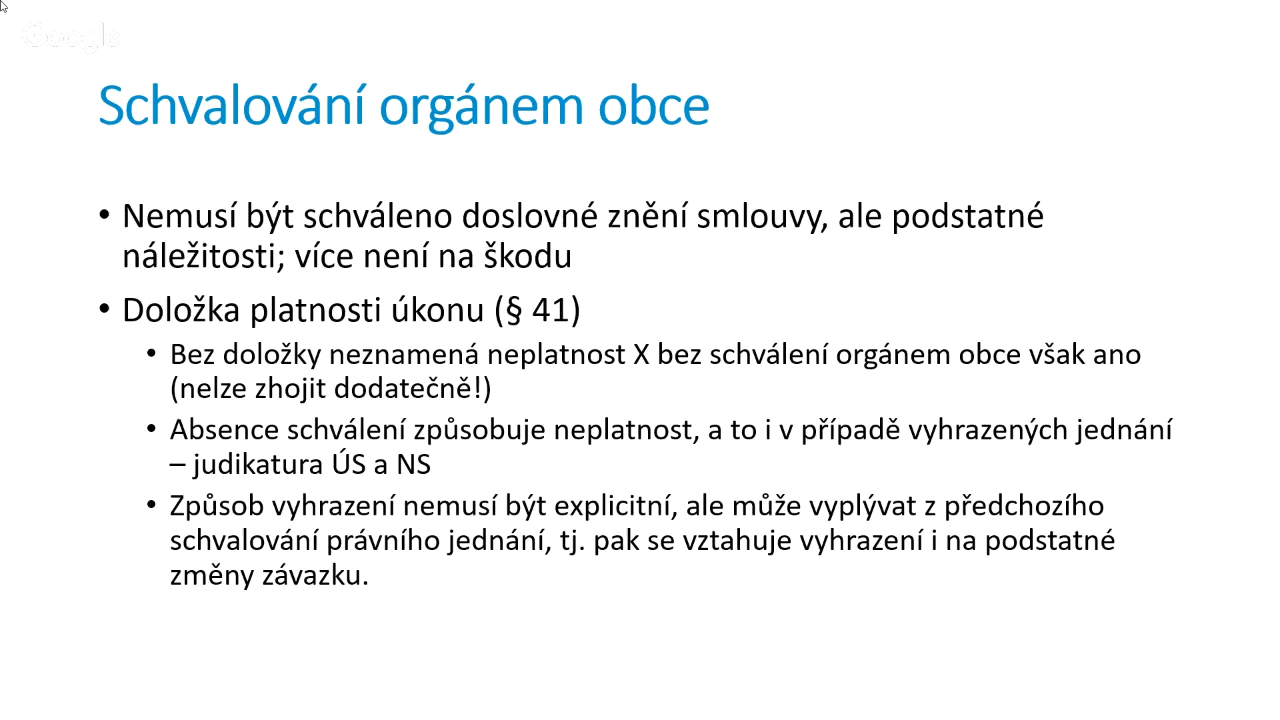 Schvalování orgánem obce
• Nemusí být schváleno doslovné znění smlouvy, ale podstatné
náležitosti; více není na škodu
• Doložka platnosti úkonu (§ 41)
• Bez doložky neznamená neplatnost X bez schválení orgánem obce však ano
(nelze zhojit dodatečně!)
• Absence schválení způsobuje neplatnost, a to i v případě vyhrazených jednání
– judikatura ÚS a NS
• Způsob vyhrazení nemusí být explicitní, ale může vyplývat z předchozího
schvalování právního jednání, tj. pak se vztahuje vyhrazení i na podstatné
změny závazku.